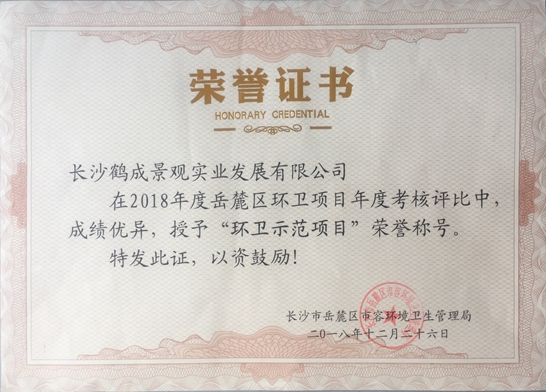 荣誉证书
HONORARY CREDENTIAL
长沙鹤成景观实业发展有限公司
在2018年度岳麓区环卫项目年度考核评比中，
成绩优异，授予“环卫示范项目”荣誉称号。
特发此证，以资鼓励！
长沙市岳麓区市容环境卫生管理局
二〇一八年十二月二十六日